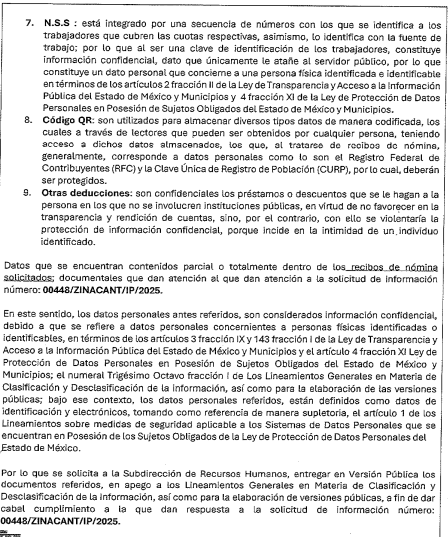 7. N.S.S : está integrado por una secuencia de números con los que se identifica a los
trabajadores que cubren las cuotas respectivas, asimismo, lo identifica con la fuente de
trabajo; por lo que al ser una clave de identificación de los trabajadores, constituye
información confidencial, dato que únicamente le atañe al servidor público, por lo que
constituye un dato personal que concierne a una persona física identificada e identificable
en términos de los artículos 2 fracción II de la Ley de Transparencia y Acceso a la Información
Pública del Estado de México y Municipios y 4 fracción XI de la Ley de Protección de Datos
Personales en Posesión de Sujetos Obligados del Estado de México y Municipios.
8. Código QR: son utilizados para almacenar diversos tipos datos de manera codificada, los
cuales a través de lectores que pueden ser obtenidos por cualquier persona, teniendo
acceso a dichos datos almacenados, los que, al tratarse de recibos de nómina,
generalmente, corresponde a datos personales como lo son el Registro Federal de
Contribuyentes (RFC) y la Clave Única de Registro de Población (CURP), por lo cual, deberán
ser protegidos.
9. Otras deducciones: son confidenciales los préstamos o descuentos que se le hagan a la
persona en los que no se involucren instituciones públicas, en virtud de no favorecer en la
transparencia y rendición de cuentas, sino, por el contrario, con ello se violentaría la
protección de información confidencial, porque incide en la intimidad de un individuo
identificado.
Datos que se encuentran contenidos parcial o totalmente dentro de los recibos de nómina
solicitados; documentales que dan atención al que dan atención a la solicitud de información
número: 00448/ZINACANT/IP/2025.
En este sentido, los datos personales antes referidos, son considerados información confidencial,
debido a que se refiere a datos personales concernientes a personas físicas identificadas o
identificables, en términos de los artículos 3 fracción IX y 143 fracción I de la Ley de Transparencia y
Acceso a la Información Pública del Estado de México y Municipios y el artículo 4 fracción XI Ley de
Protección de Datos Personales en Posesión de Sujetos Obligados del Estado de México y
Municipios; el numeral Trigésimo Octavo fracción I de Los Lineamientos Generales en Materia de
Clasificación y Desclasificación de la Información, así como para la elaboración de las versiones
públicas; bajo ese contexto, los datos personales referidos, están definidos como datos de
identificación y electrónicos, tomando como referencia de manera supletoria, el artículo 1 de los
Lineamientos sobre medidas de seguridad aplicable a los Sistemas de Datos Personales que se
encuentran en Posesión de los Sujetos Obligados de la Ley de Protección de Datos Personales del
Estado de México.
Por lo que se solicita a la Subdirección de Recursos Humanos, entregar en Versión Pública los
documentos referidos, en apego a los Lineamientos Generales en Materia de Clasificación y
Desclasificación de la información, así como para la elaboración de versiones públicas, a fin de dar
cabal cumplimiento a la que dan respuesta a la solicitud de información número:
00448/ZINACANT/IP/2025.